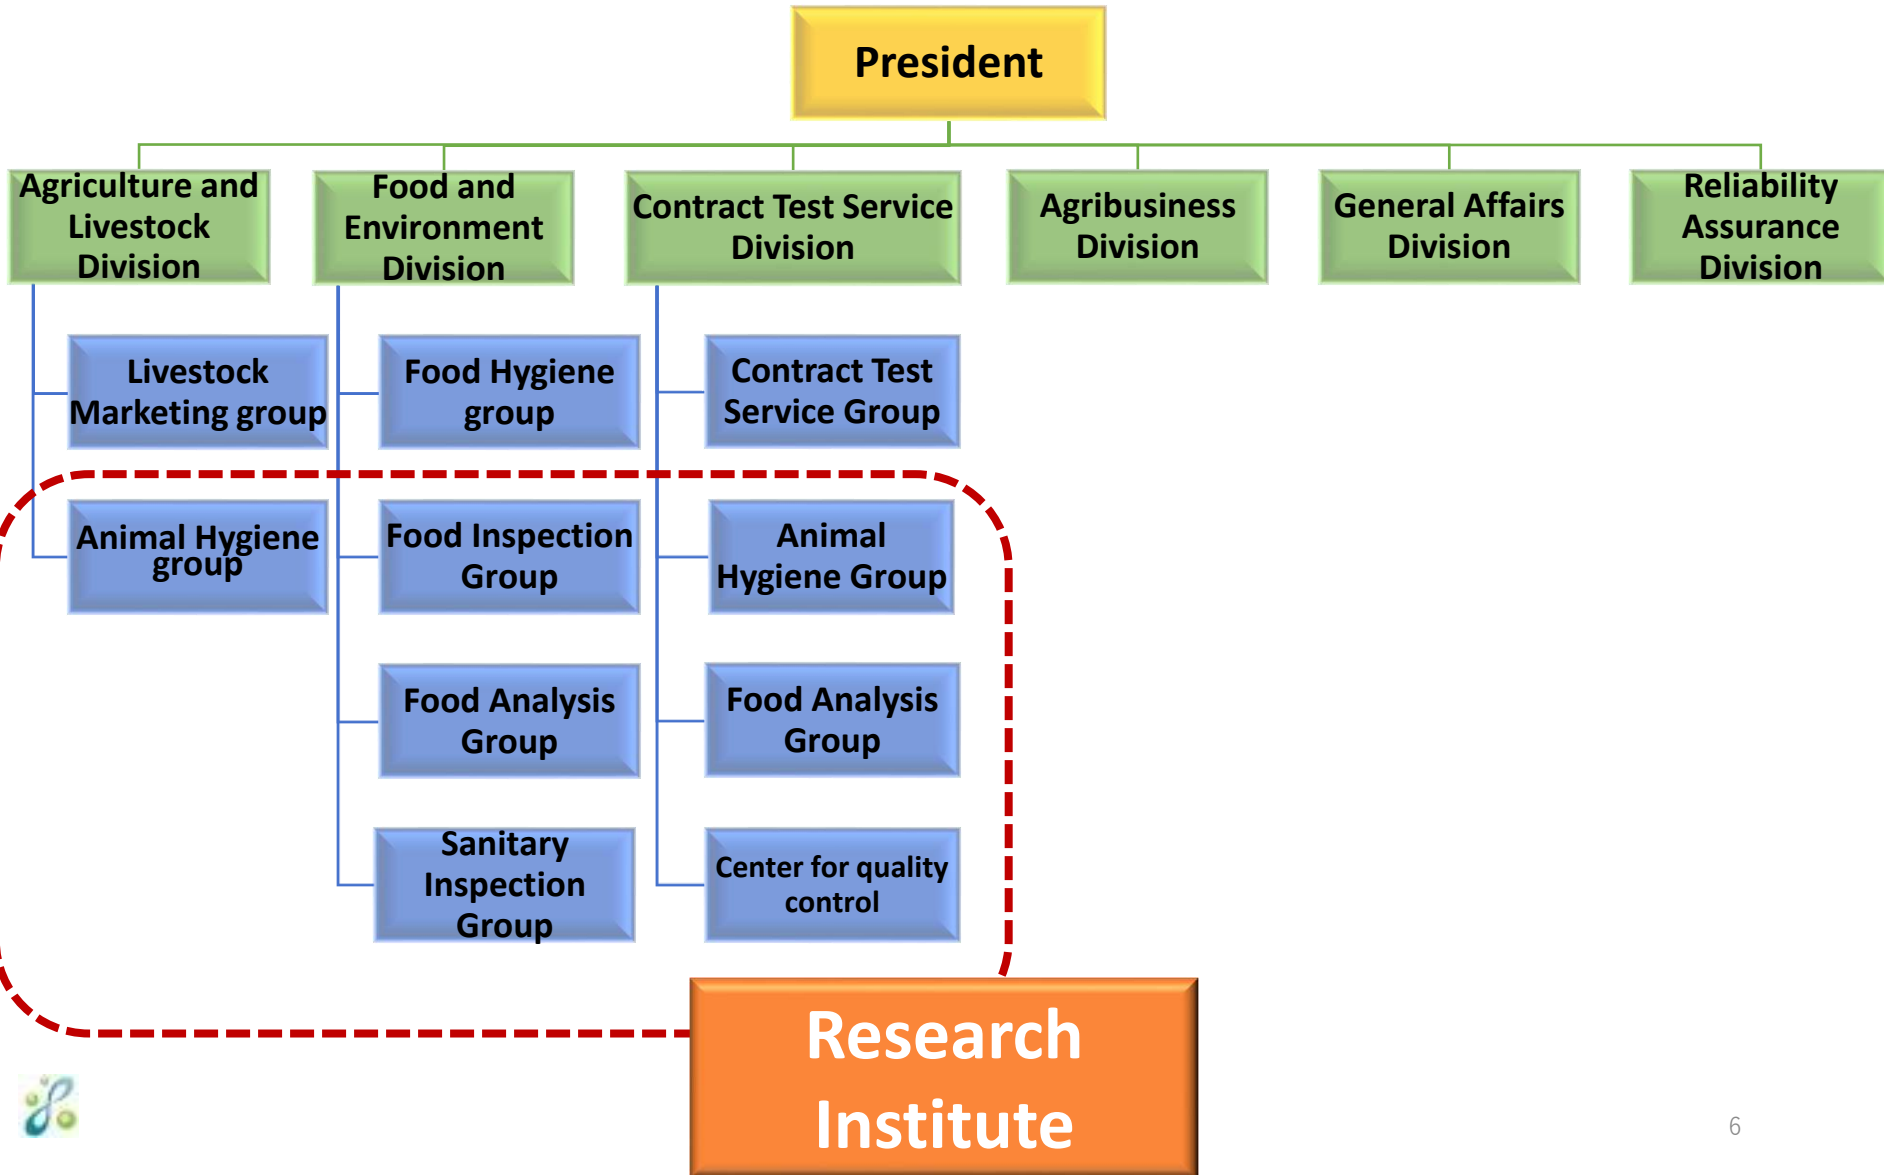 President
Agriculture and
Livestock
Division
Food and
Environment
Division
Contract Test Service
Division
Agribusiness
Division
General Affairs
Division
Reliability
Assurance
Division
Livestock
Marketing group
Food Hygiene
group
Contract Test
Service Group
Animal Hygiene
group
Food Inspection
Group
Animal
Hygiene Group
Food Analysis
Group
Food Analysis
Group
Sanitary
Inspection
Group
Center for quality
control
Research
Institute
6